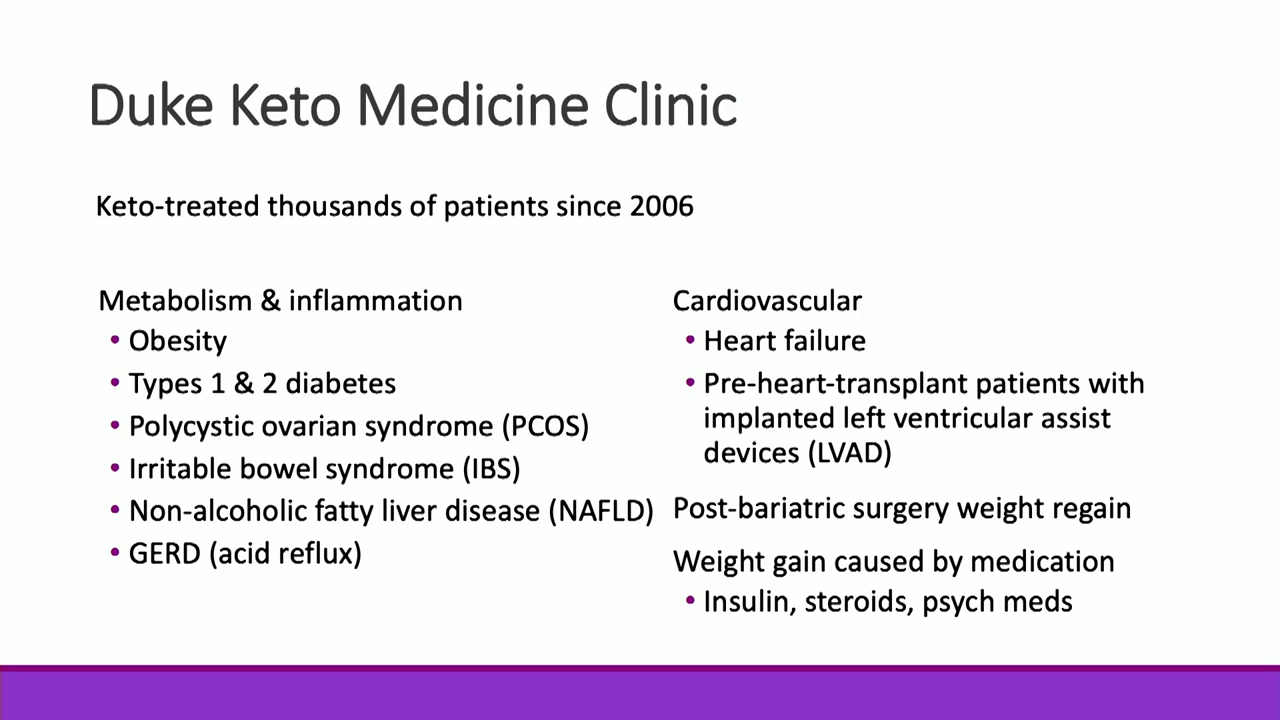 Duke Keto Medicine Clinic
Keto-treated thousands of patients since 2006
Metabolism & inflammation
• Obesity
• Types 1 & 2 diabetes
• Polycystic ovarian syndrome (PCOS)
• Irritable bowel syndrome (IBS)
• Non-alcoholic fatty liver disease (NAFLD)
• GERD (acid reflux)
Cardiovascular
• Heart failure
• Pre-heart-transplant patients with
implanted left ventricular assist
devices (LVAD)
Post-bariatric surgery weight regain
Weight gain caused by medication
• Insulin, steroids, psych meds